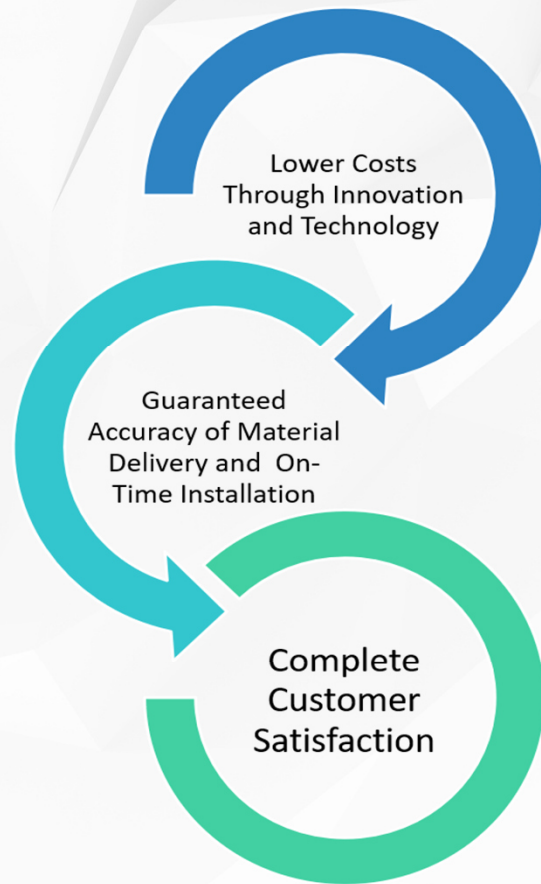 Lower Costs
Through Innovation
and Technology
Guaranteed
Accuracy of Material
Delivery and  On-
Time Installation
Complete
Customer
Satisfaction